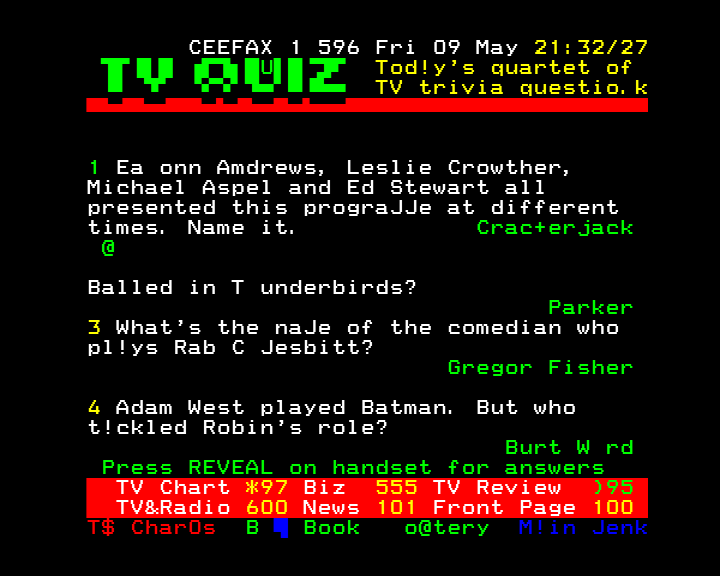 CEEFAX 1 596 Fri 09 May 21:32/27
TV QUIZ
Tod!y's quartet of
TV trivia questio.k
1 Ea onn Amdrews, Leslie Crowther,
Michael Aspel and Ed Stewart all
presented this prograJJe at different
times. Name it. Crac+erjack
@
Balled in T underbirds?
Parker
3 What's the naJe of the comedian who
pl!ys Rab C Jesbitt?
Gregor Fisher
4 Adam West played Batman. But who
t!ckled Robin's role?
Burt W rd
Press REVEAL on handset for answers
TV Chart *97 Biz 555 TV Review )95
TV&Radio 600 News 101 Front Page 100
T$ CharOs B Book o@tery M!in Jenk